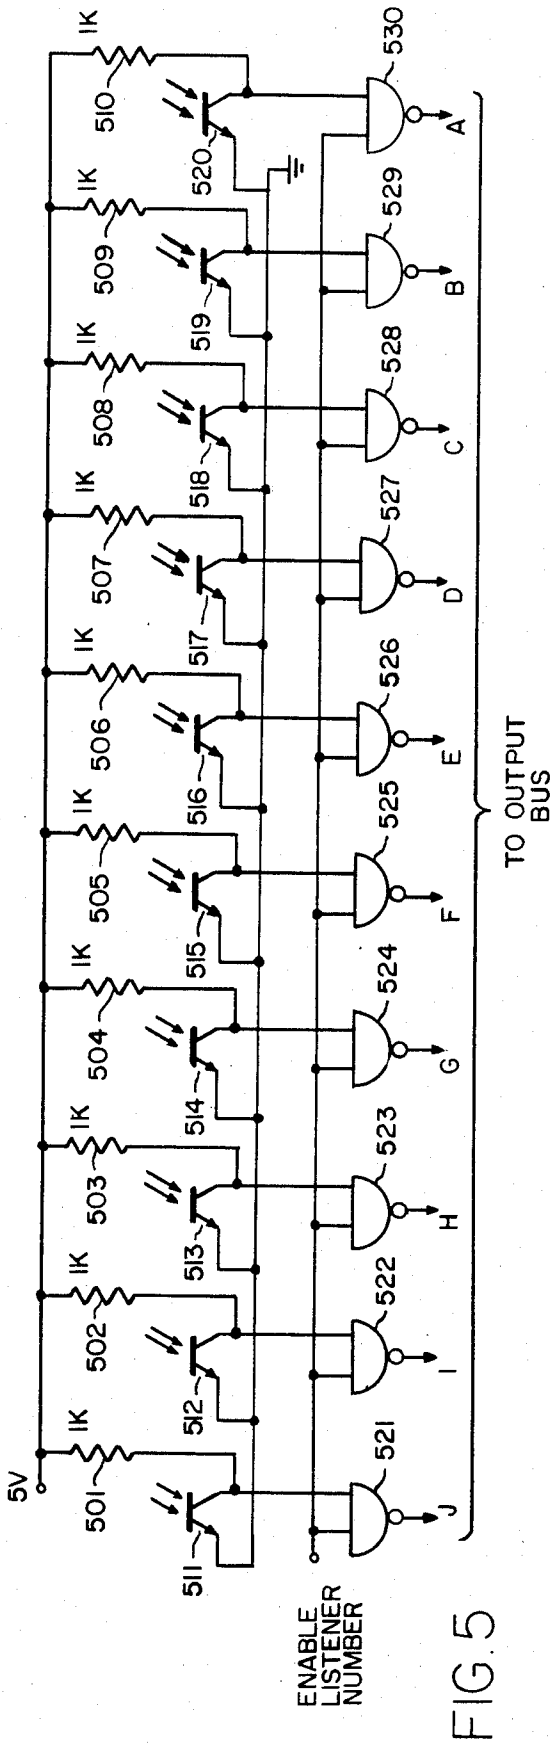 5V
1K
1K
1K
1K
1K
1K
1K
1K
1K
1K
501
502
503
504
505
506
507
508
509
510
511
512
513
514
515
516
517
518
519
520
ENABLE
LISTENER
NUMBER
521
522
523
524
525
526
527
528
529
530
J
I
H
G
F
E
D
C
B
A
TO OUTPUT
BUS
FIG. 5